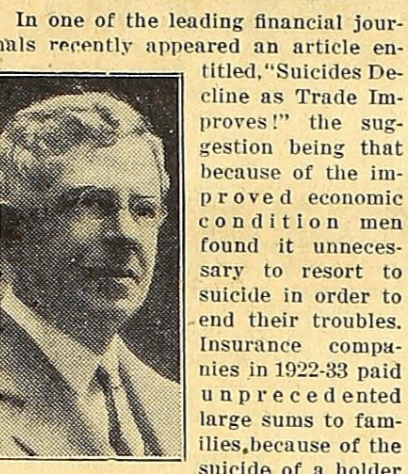 In one of the leading financial jour-
nals recently appeared an article en-
titled, "Suicides De-
cline as Trade Im-
proves!" the sug-
gestion being that
because of the im-
proved economic
condition men
found it unneces-
sary to resort to
suicide in order to
end their troubles.
Insurance compa-
nies in 1922-33 paid
unprecedented
large sums to fam-
ilies, because of the
suicide of a holder